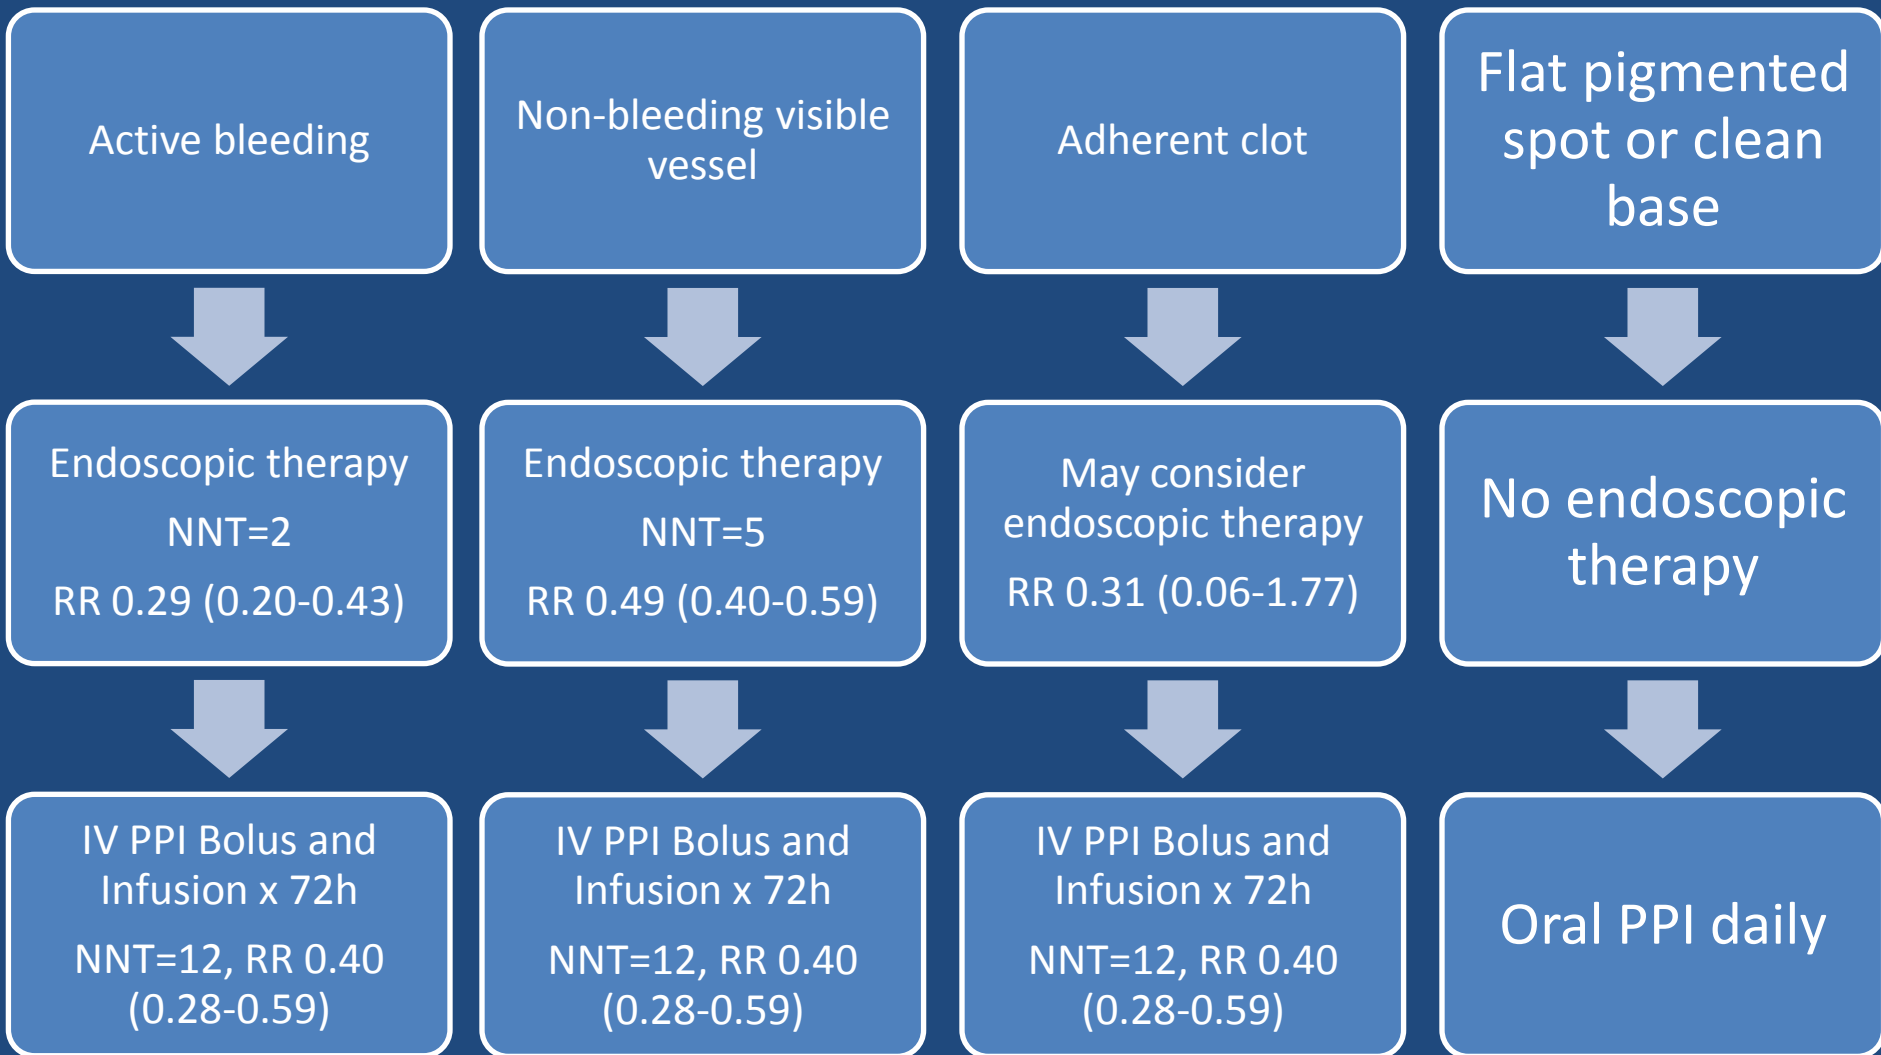 Active bleeding
Non-bleeding visible
vessel
Adherent clot
Flat pigmented
spot or clean
base
Endoscopic therapy
NNT=2
RR 0.29 (0.20-0.43)
Endoscopic therapy
NNT=5
RR 0.49 (0.40-0.59)
May consider
endoscopic therapy
RR 0.31 (0.06-1.77)
No endoscopic
therapy
IV PPI Bolus and
Infusion x 72h
NNT=12, RR 0.40
(0.28-0.59)
IV PPI Bolus and
Infusion x 72h
NNT=12, RR 0.40
(0.28-0.59)
IV PPI Bolus and
Infusion x 72h
NNT=12, RR 0.40
(0.28-0.59)
Oral PPI daily